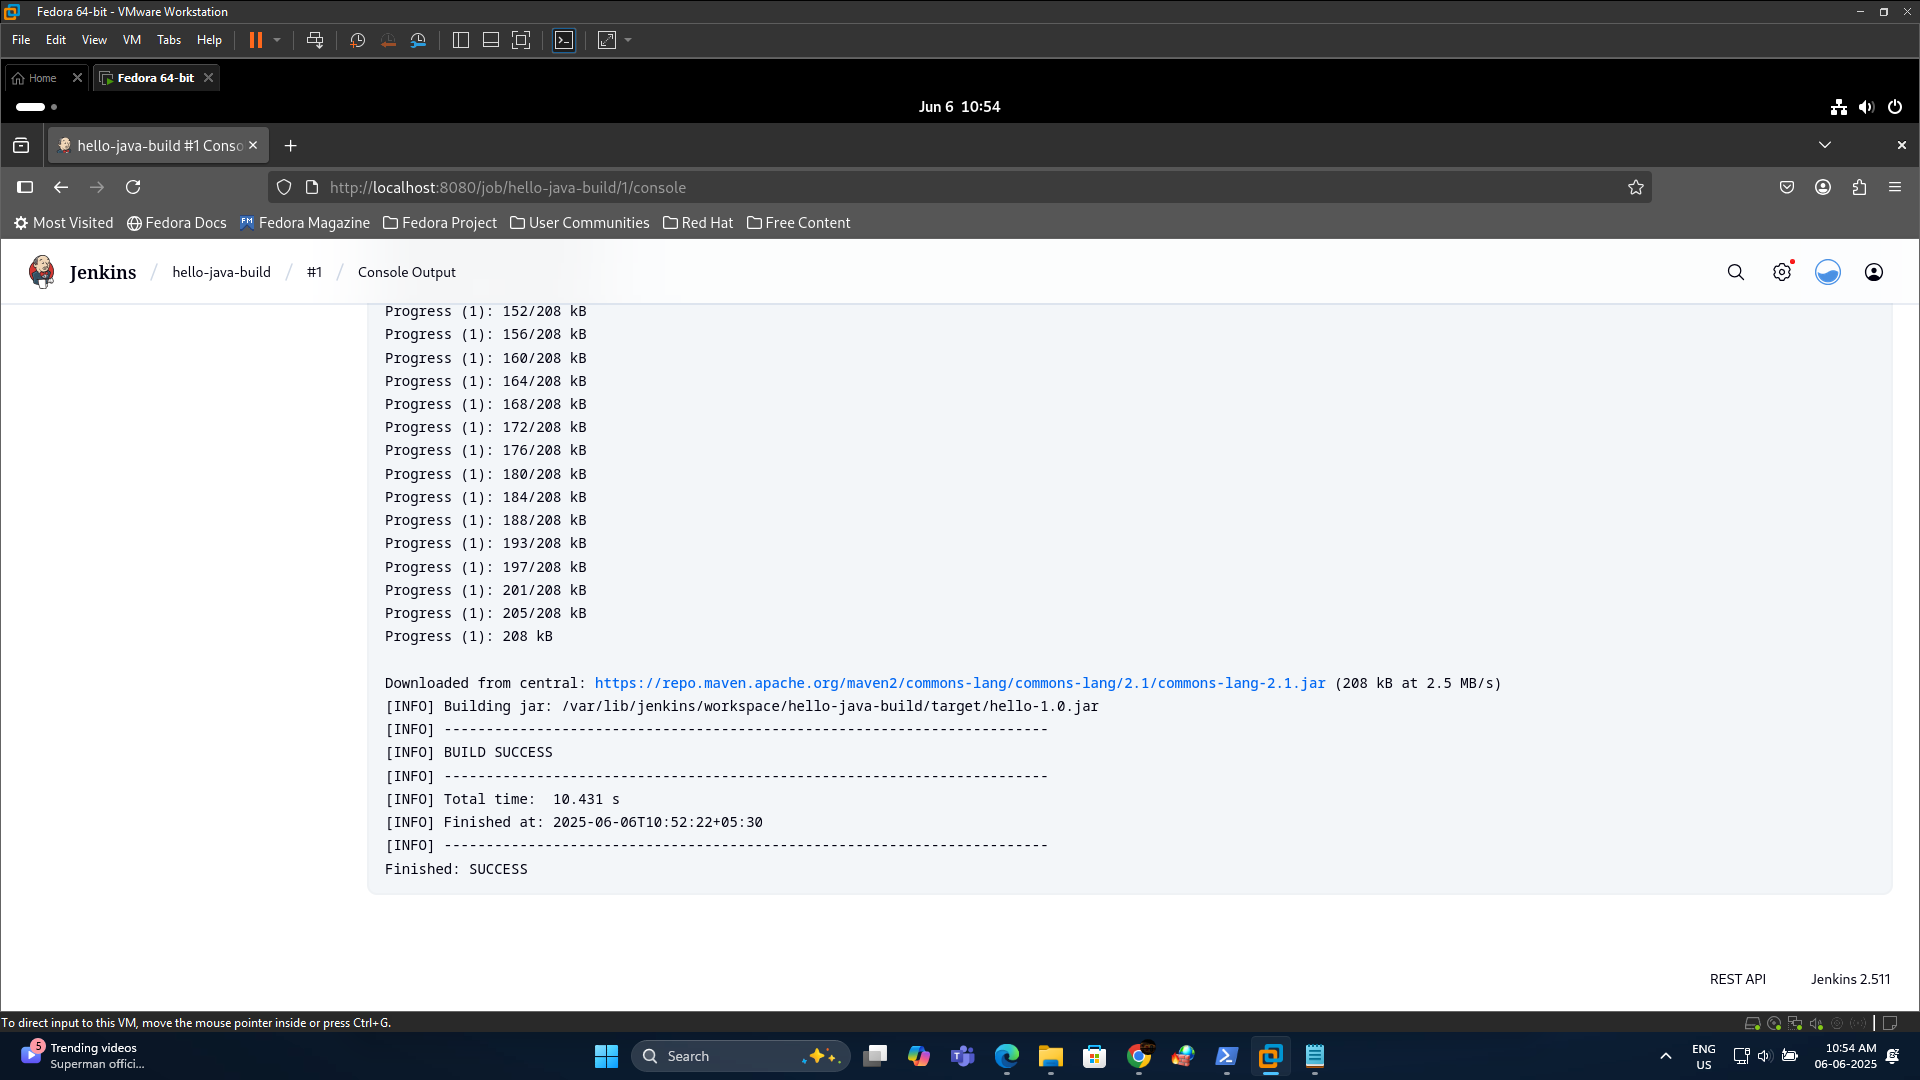 Fedora 64-bit - VMware Workstation
File Edit View VM Tabs Help
Home Fedora 64-bit
Jun 6 10:54
hello-java-build #1 Conso
http://localhost:8080/job/hello-java-build/1/console
Most Visited Fedora Docs Fedora Magazine Fedora Project User Communities Red Hat Free Content
Jenkins / hello-java-build / #1 / Console Output
Progress (1): 152/208 kB
Progress (1): 156/208 kB
Progress (1): 160/208 kB
Progress (1): 164/208 kB
Progress (1): 168/208 kB
Progress (1): 172/208 kB
Progress (1): 176/208 kB
Progress (1): 180/208 kB
Progress (1): 184/208 kB
Progress (1): 188/208 kB
Progress (1): 193/208 kB
Progress (1): 197/208 kB
Progress (1): 201/208 kB
Progress (1): 205/208 kB
Progress (1): 208 kB
Downloaded from central: https://repo.maven.apache.org/maven2/commons-lang/commons-lang/2.1/commons-lang-2.1.jar (208 kB at 2.5 MB/s)
[INFO] Building jar: /var/lib/jenkins/workspace/hello-java-build/target/hello-1.0.jar
[INFO] ------------------------------------------------------------------------
[INFO] BUILD SUCCESS
[INFO] ------------------------------------------------------------------------
[INFO] Total time:  10.431 s
[INFO] Finished at: 2025-06-06T10:52:22+05:30
[INFO] ------------------------------------------------------------------------
Finished: SUCCESS
REST API Jenkins 2.511
To direct input to this VM, move the mouse pointer inside or press Ctrl+G.
5
Trending videos
Superman offici...
Search
ENG
US
10:54 AM
06-06-2025